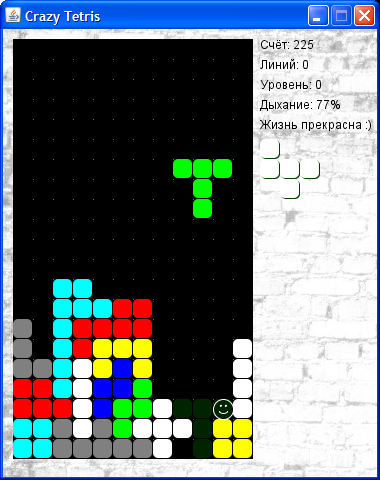 Crazy Tetris
Счёт: 225
Линий: 0
Уровень: 0
Дыхание: 77%
Жизнь прекрасна :)